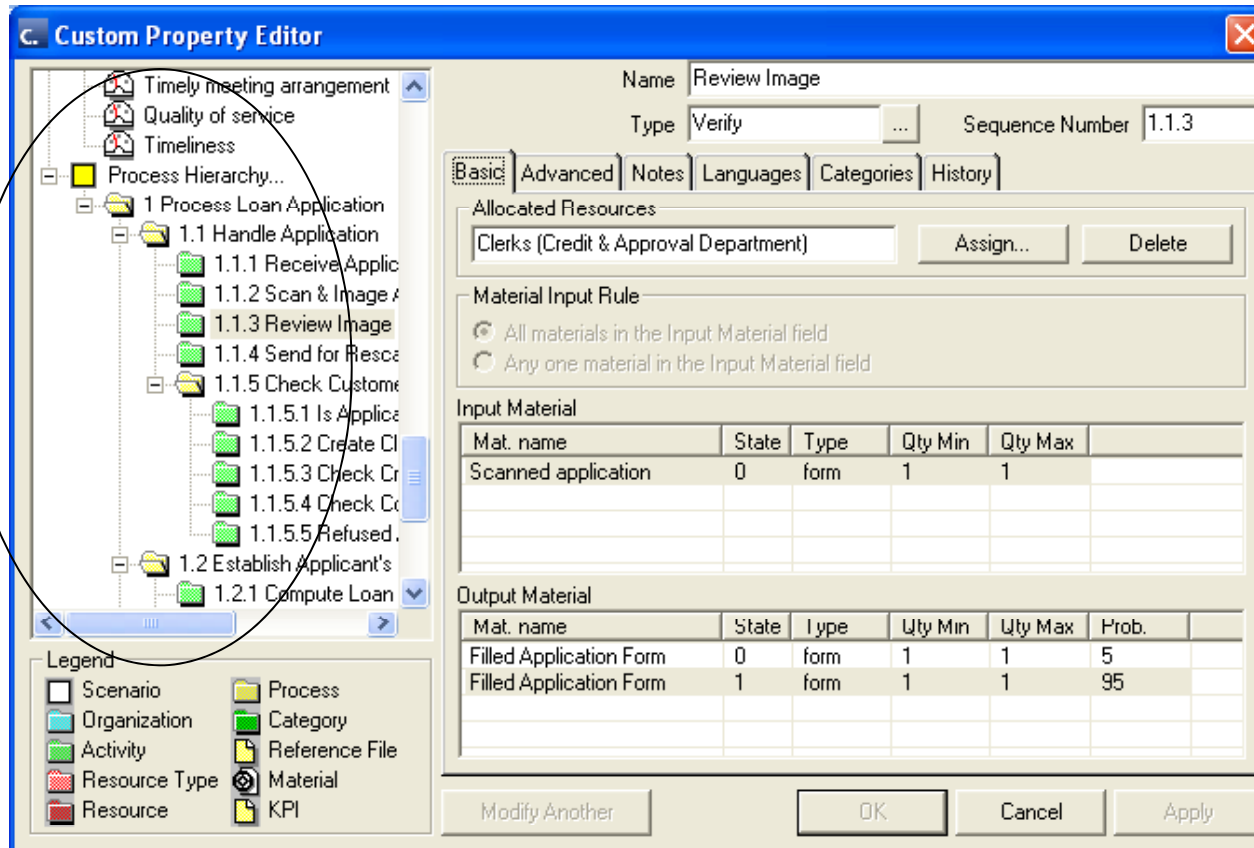 C. Custom Property Editor
Timely meeting arrangement
Quality of service
Timeliness
Process Hierarchy...
1 Process Loan Application
1.1 Handle Application
1.1.1 Receive Applic
1.1.2 Scan & Image A
1.1.3 Review Image
1.1.4 Send for Resca
1.1.5 Check Custome
1.1.5.1 Is Applica
1.1.5.2 Create Cl
1.1.5.3 Check Cr
1.1.5.4 Check Co
1.1.5.5 Refused
1.2 Establish Applicant's
1.2.1 Compute Loan
Legend
Scenario Process
Organization Category
Activity Reference File
Resource Type Material
Resource KPI
Name Review Image
Type Verify ... Sequence Number 1.1.3
Basic Advanced Notes Languages Categories History
Allocated Resources
Clerks (Credit & Approval Department) Assign... Delete
Material Input Rule
All materials in the Input Material field
Any one material in the Input Material field
Input Material
Mat. name State Type Qty Min Qty Max
Scanned application 0 form 1 1
Output Material
Mat. name State Type Qty Min Qty Max Prob.
Filled Application Form 0 form 1 1 5
Filled Application Form 1 form 1 1 95
Modify Another OK Cancel Apply